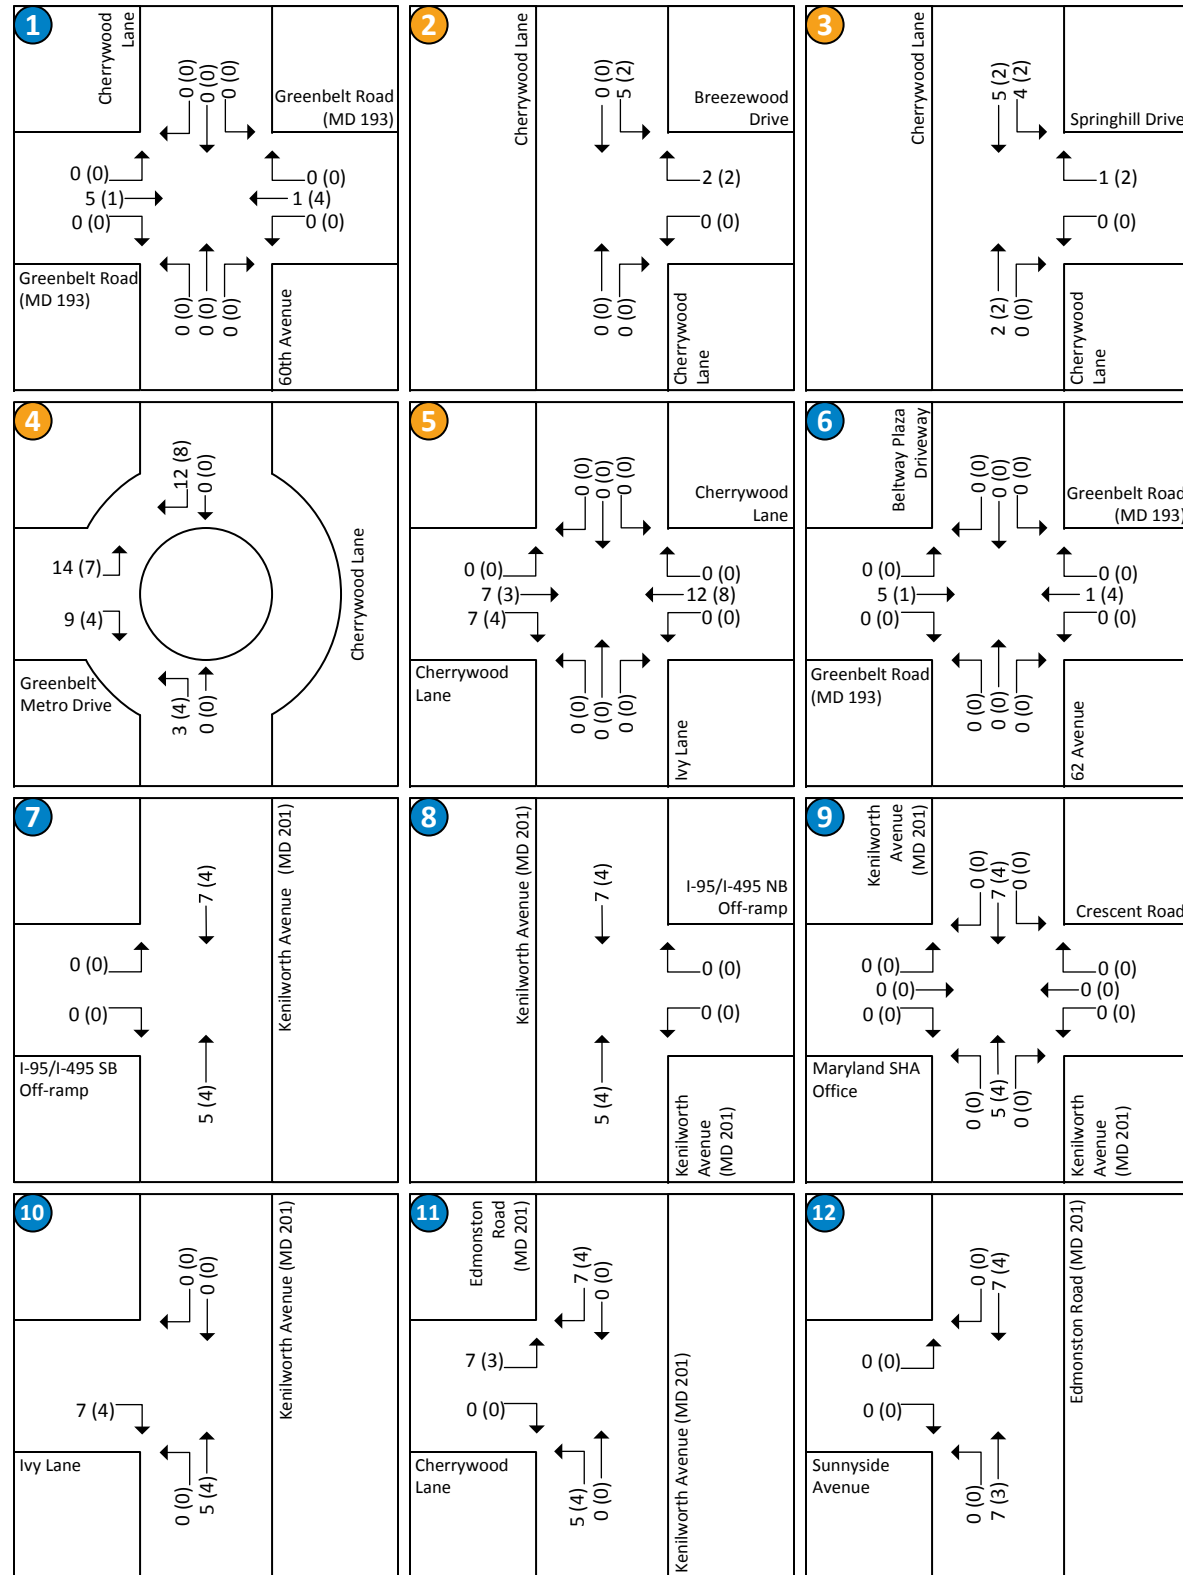 1
Cherrywood
Lane
0 (0)
0 (0)
0 (0)
Greenbelt Road
(MD 193)
0 (0)
5 (1)
0 (0)
0 (0)
1 (4)
0 (0)
Greenbelt Road
(MD 193)
0 (0)
0 (0)
0 (0)
60th Avenue
2
Cherrywood Lane
0 (0)
5 (2)
Breezewood
Drive
2 (2)
0 (0)
0 (0)
0 (0)
Cherrywood
Lane
3
Cherrywood Lane
5 (2)
4 (2)
Springhill Drive
1 (2)
0 (0)
2 (2)
0 (0)
Cherrywood
Lane
4
12 (8)
0 (0)
14 (7)
9 (4)
Cherrywood Lane
Greenbelt
Metro Drive
3 (4)
0 (0)
5
0 (0)
0 (0)
0 (0)
Cherrywood
Lane
0 (0)
7 (3)
7 (4)
0 (0)
12 (8)
0 (0)
Cherrywood
Lane
0 (0)
0 (0)
0 (0)
Ivy Lane
6
Beltway Plaza
Driveway
0 (0)
0 (0)
0 (0)
Greenbelt Road
(MD 193)
0 (0)
5 (1)
0 (0)
0 (0)
1 (4)
0 (0)
Greenbelt Road
(MD 193)
0 (0)
0 (0)
0 (0)
62 Avenue
7
7 (4)
Kenilworth Avenue (MD 201)
0 (0)
0 (0)
I-95/I-495 SB
Off-ramp
5 (4)
8
Kenilworth Avenue (MD 201)
7 (4)
I-95/I-495 NB
Off-ramp
0 (0)
0 (0)
5 (4)
Kenilworth
Avenue
(MD 201)
9
Kenilworth
Avenue
(MD 201)
0 (0)
7 (4)
0 (0)
Crescent Road
0 (0)
0 (0)
0 (0)
0 (0)
0 (0)
0 (0)
Maryland SHA
Office
0 (0)
5 (4)
0 (0)
Kenilworth
Avenue
(MD 201)
10
0 (0)
0 (0)
Kenilworth Avenue (MD 201)
7 (4)
Ivy Lane
0 (0)
5 (4)
11
Edmonston
Road
(MD 201)
7 (4)
0 (0)
7 (3)
0 (0)
Cherrywood
Lane
5 (4)
0 (0)
Kenilworth Avenue (MD 201)
12
0 (0)
7 (4)
Edmonston Road (MD 201)
0 (0)
0 (0)
Sunnyside
Avenue
0 (0)
7 (3)